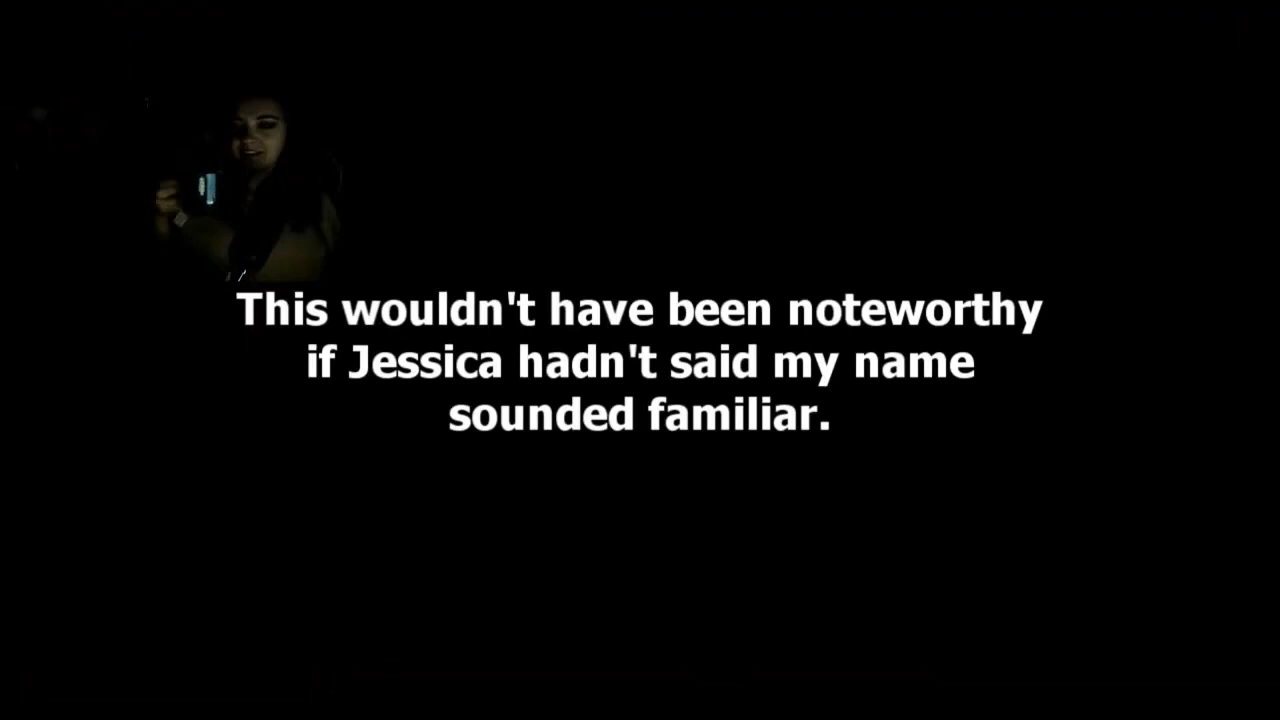 This wouldn't have been noteworthy
if Jessica hadn't said my name
sounded familiar.